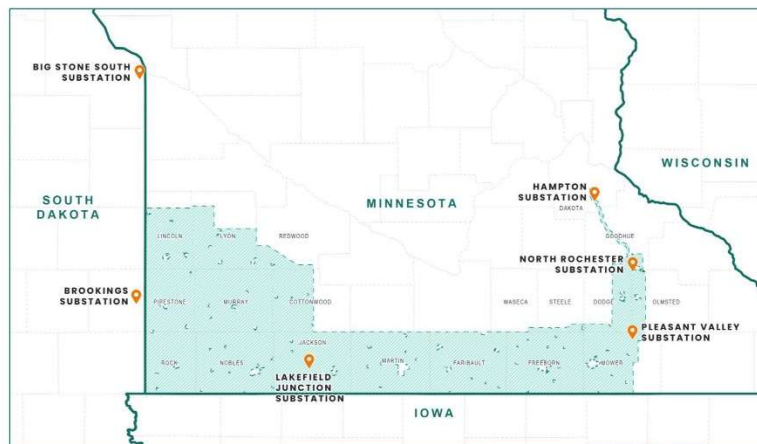 BIG STONE SOUTH
SUBSTATION
WISCONSIN
HAMPTON
SUBSTATION
SOUTH
DAKOTA
MINNESOTA
DAKOTA
LINCOLN
LYON
REDWOOD
GOODHUE
NORTH ROCHESTER
SUBSTATION
BROOKINGS
SUBSTATION
PIPESTONE
MURRAY
COTTONWOOD
WASECA
STEELE
DODGE
OLMSTED
PLEASANT VALLEY
SUBSTATION
JACKSON
ROCK
NOBLES
MARTIN
FARIBAULT
FREEBORN
MOWER
LAKEFIELD
JUNCTION
SUBSTATION
IOWA